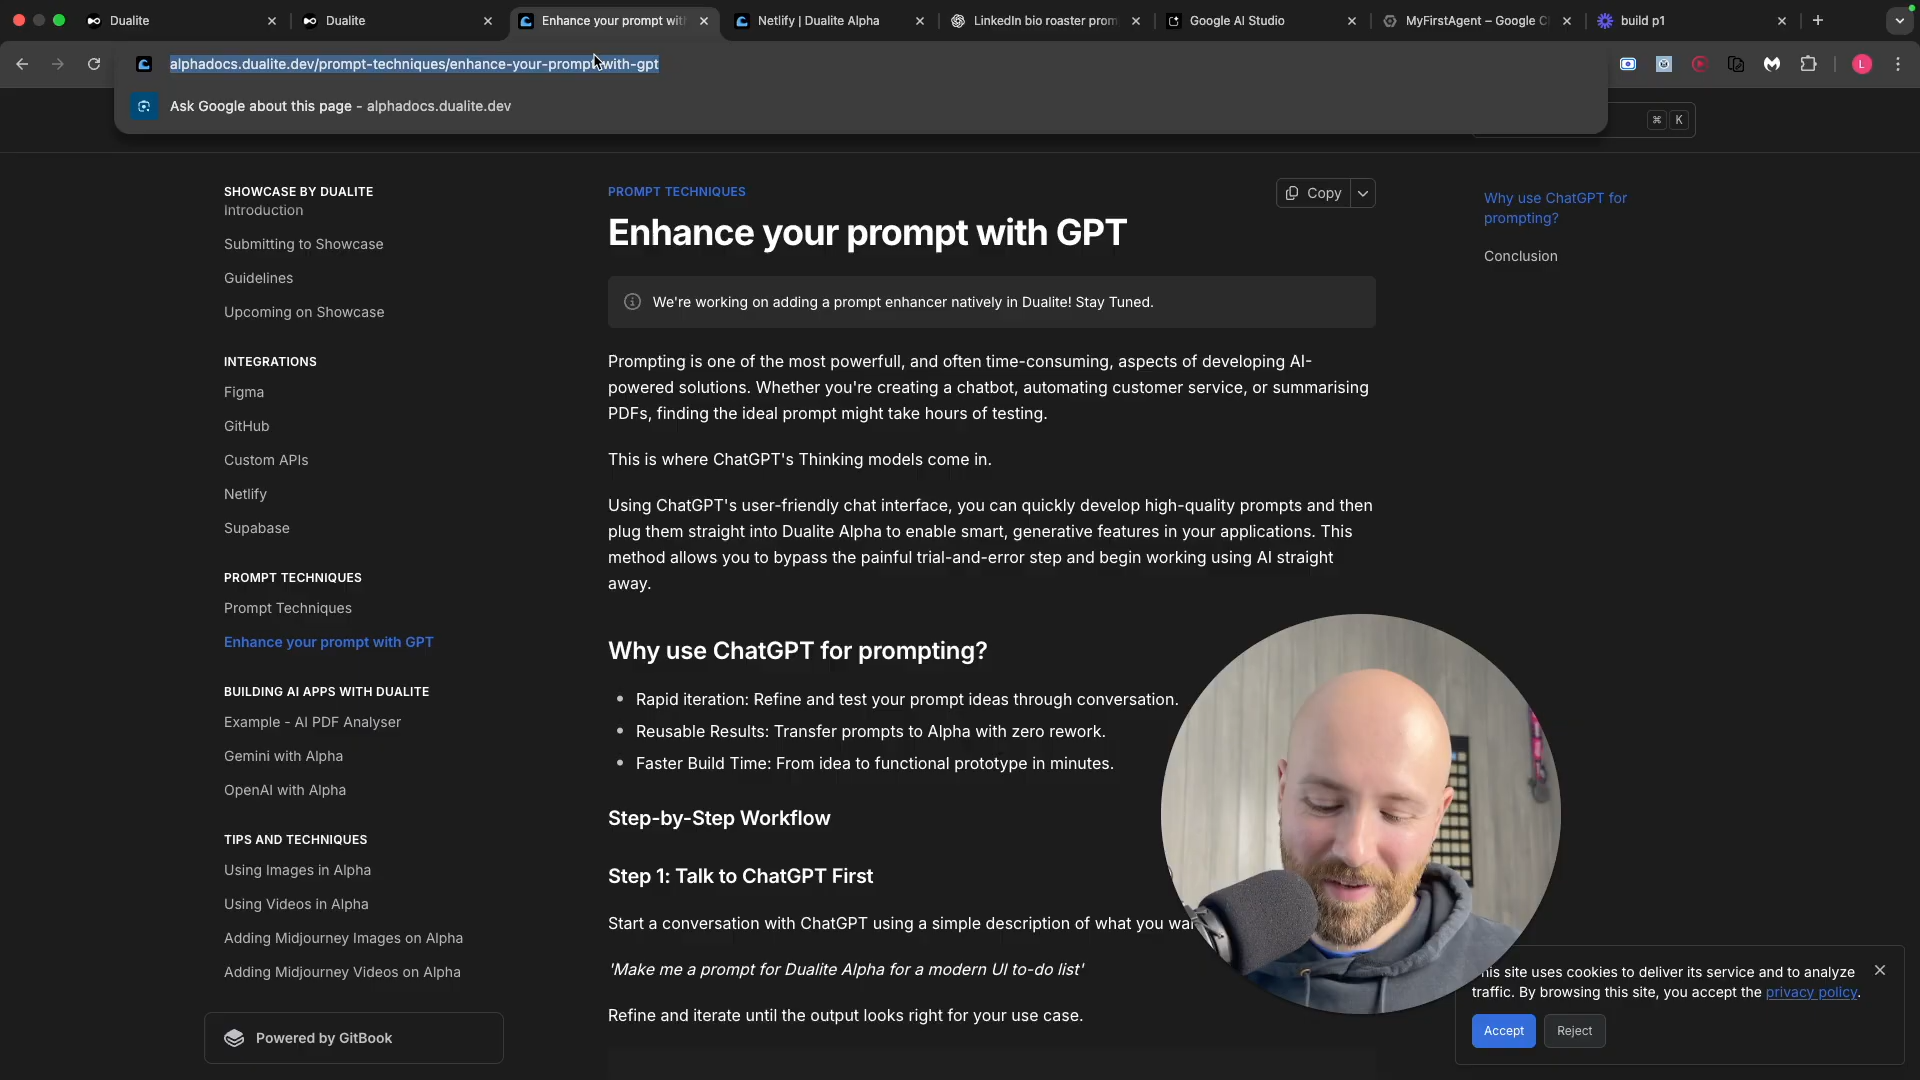 Dualite
Dualite
Enhance your prompt with
Netlify | Dualite Alpha
LinkedIn bio roaster prom
Google AI Studio
MyFirstAgent – Google C
build p1
alphadocs.dualite.dev/prompt-techniques/enhance-your-prompt-with-gpt
L
Ask Google about this page - alphadocs.dualite.dev
⌘ K
SHOWCASE BY DUALITE
Introduction
Submitting to Showcase
Guidelines
Upcoming on Showcase
INTEGRATIONS
Figma
GitHub
Custom APIs
Netlify
Supabase
PROMPT TECHNIQUES
Prompt Techniques
Enhance your prompt with GPT
BUILDING AI APPS WITH DUALITE
Example - AI PDF Analyser
Gemini with Alpha
OpenAI with Alpha
TIPS AND TECHNIQUES
Using Images in Alpha
Using Videos in Alpha
Adding Midjourney Images on Alpha
Adding Midjourney Videos on Alpha
Powered by GitBook
PROMPT TECHNIQUES
Copy
Enhance your prompt with GPT
We're working on adding a prompt enhancer natively in Dualite! Stay Tuned.
Prompting is one of the most powerfull, and often time-consuming, aspects of developing AI-
powered solutions. Whether you're creating a chatbot, automating customer service, or summarising
PDFs, finding the ideal prompt might take hours of testing.
This is where ChatGPT's Thinking models come in.
Using ChatGPT's user-friendly chat interface, you can quickly develop high-quality prompts and then
plug them straight into Dualite Alpha to enable smart, generative features in your applications. This
method allows you to bypass the painful trial-and-error step and begin working using AI straight
away.
Why use ChatGPT for prompting?
• Rapid iteration: Refine and test your prompt ideas through conversation.
• Reusable Results: Transfer prompts to Alpha with zero rework.
• Faster Build Time: From idea to functional prototype in minutes.
Step-by-Step Workflow
Step 1: Talk to ChatGPT First
Start a conversation with ChatGPT using a simple description of what you
'Make me a prompt for Dualite Alpha for a modern UI to-do list'
Refine and iterate until the output looks right for your use case.
Why use ChatGPT for
prompting?
Conclusion
his site uses cookies to deliver its service and to analyze
traffic. By browsing this site, you accept the privacy policy.
Accept
Reject